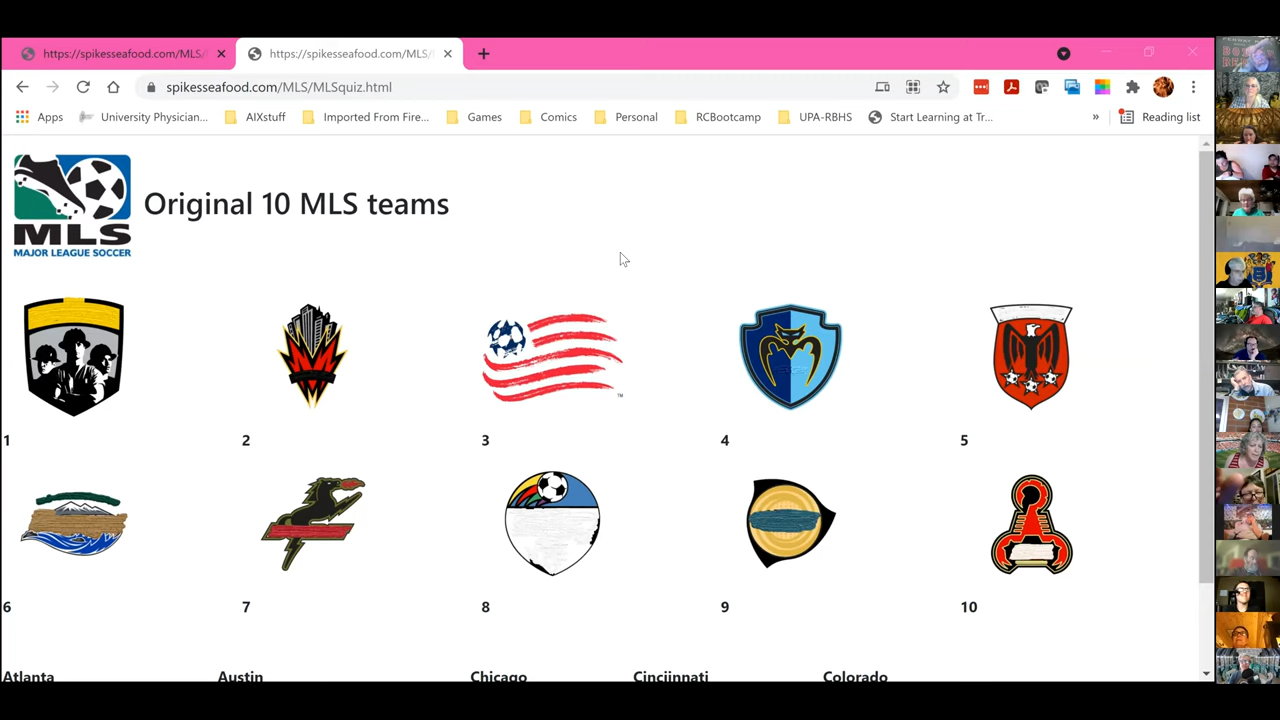 https://spikesseafood.com/MLS/
https://spikesseafood.com/MLS/
spikesseafood.com/MLS/MLSquiz.html
Apps University Physician... AIXstuff Imported From Fire... Games Comics Personal RCBootcamp UPA-RBHS Start Learning at Tr... » Reading list
MLS
MAJOR LEAGUE SOCCER
Original 10 MLS teams
TM
1 2 3 4 5
6 7 8 9 10
Atlanta Austin Chicago Cinciinnati Colorado